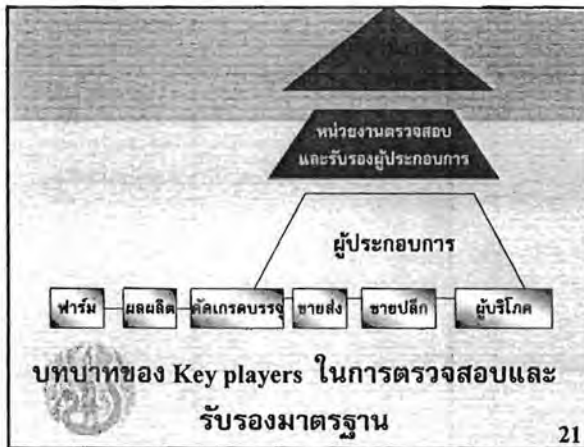 หน่วยงานตรวจสอบ
และรับรองผู้ประกอบการ
ผู้ประกอบการ
ฟาร์ม ผลผลิต คัดเกรดบรรจุ ขายส่ง ขายปลีก ผู้บริโภค
บทบาทของ Key players ในการตรวจสอบและ
รับรองมาตรฐาน
21